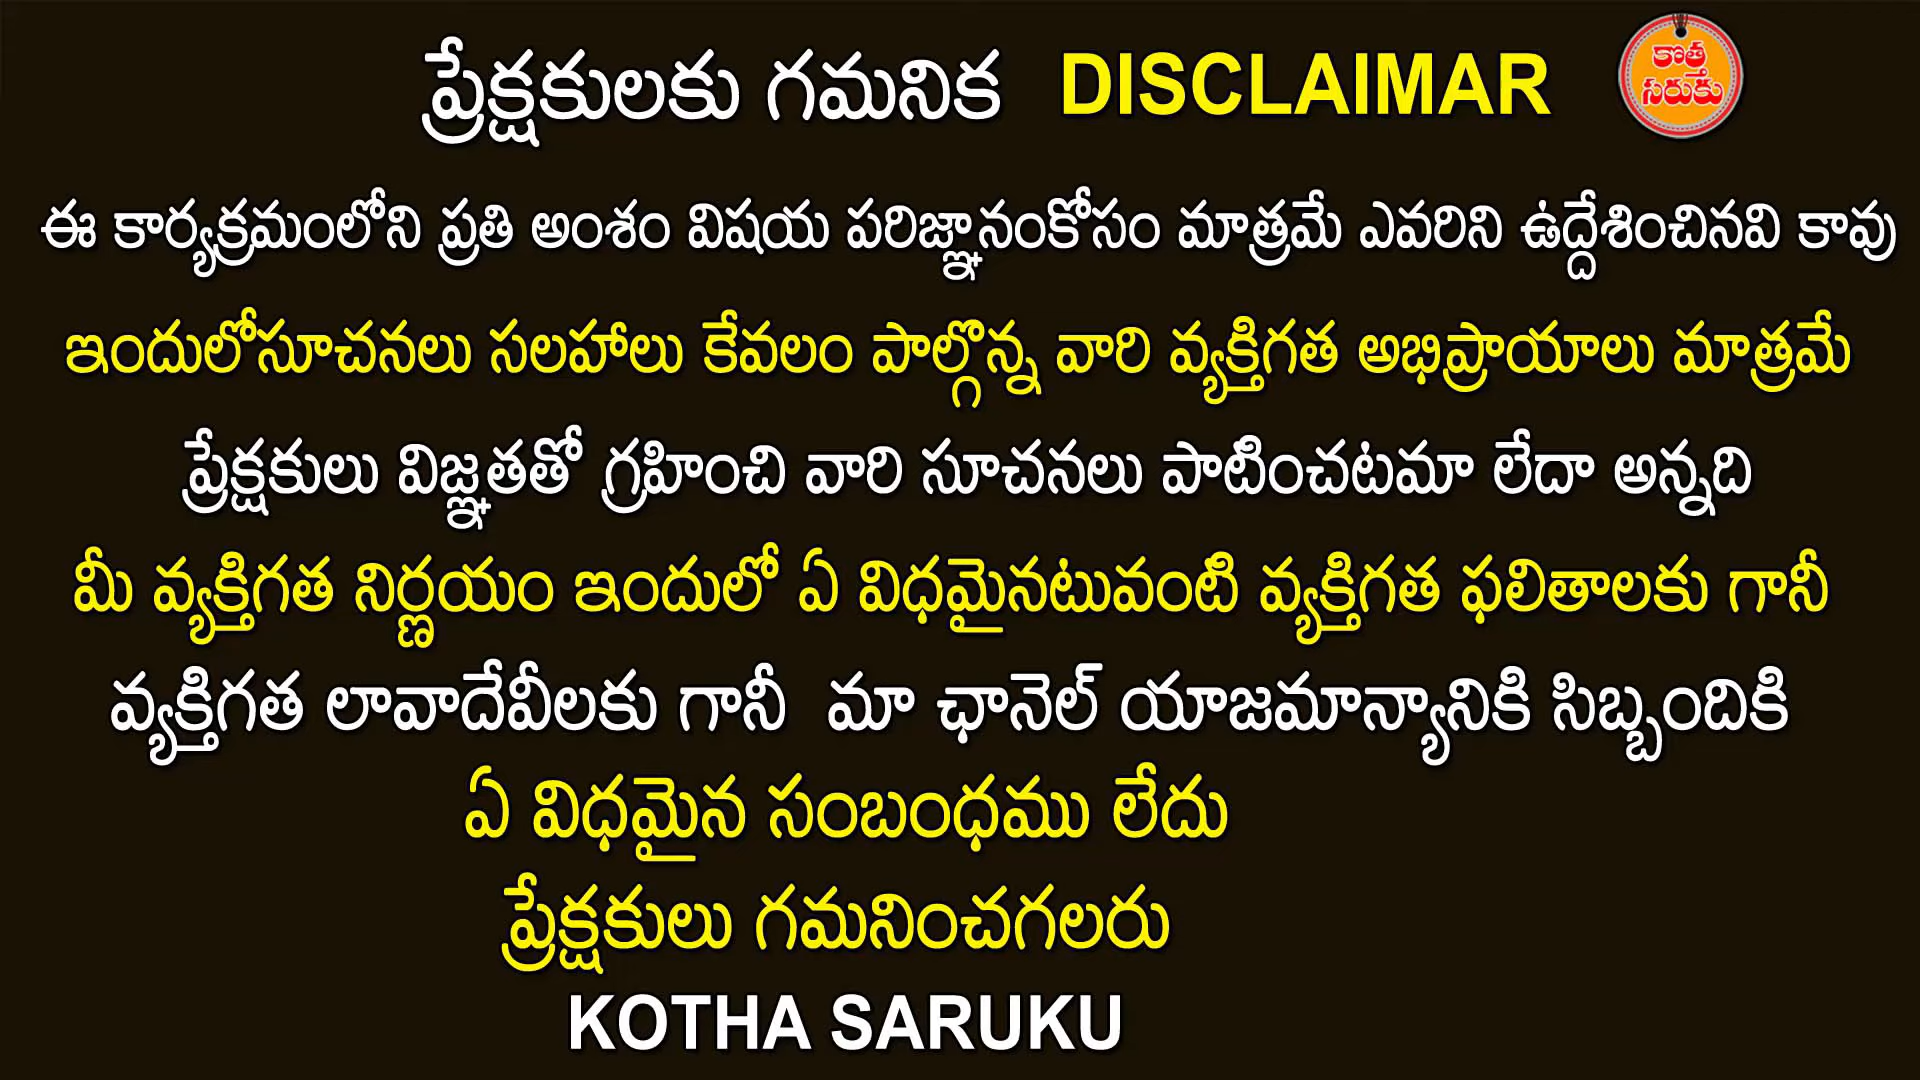 ప్రేక్షకులకు గమనిక DISCLAIMAR
కొత్త
సరుకు
ఈ కార్యక్రమంలోని ప్రతి అంశం విషయ పరిజ్ఞానంకోసం మాత్రమే ఎవరిని ఉద్దేశించినవి కావు
ఇందులోసూచనలు సలహాలు కేవలం పాల్గొన్న వారి వ్యక్తిగత అభిప్రాయాలు మాత్రమే
ప్రేక్షకులు విజ్ఞతతో గ్రహించి వారి సూచనలు పాటించటమా లేదా అన్నది
మీ వ్యక్తిగత నిర్ణయం ఇందులో ఏ విధమైనటువంటి వ్యక్తిగత ఫలితాలకు గానీ
వ్యక్తిగత లావాదేవీలకు గానీ మా ఛానెల్ యాజమాన్యానికి సిబ్బందికి
ఏ విధమైన సంబంధము లేదు
ప్రేక్షకులు గమనించగలరు
KOTHA SARUKU